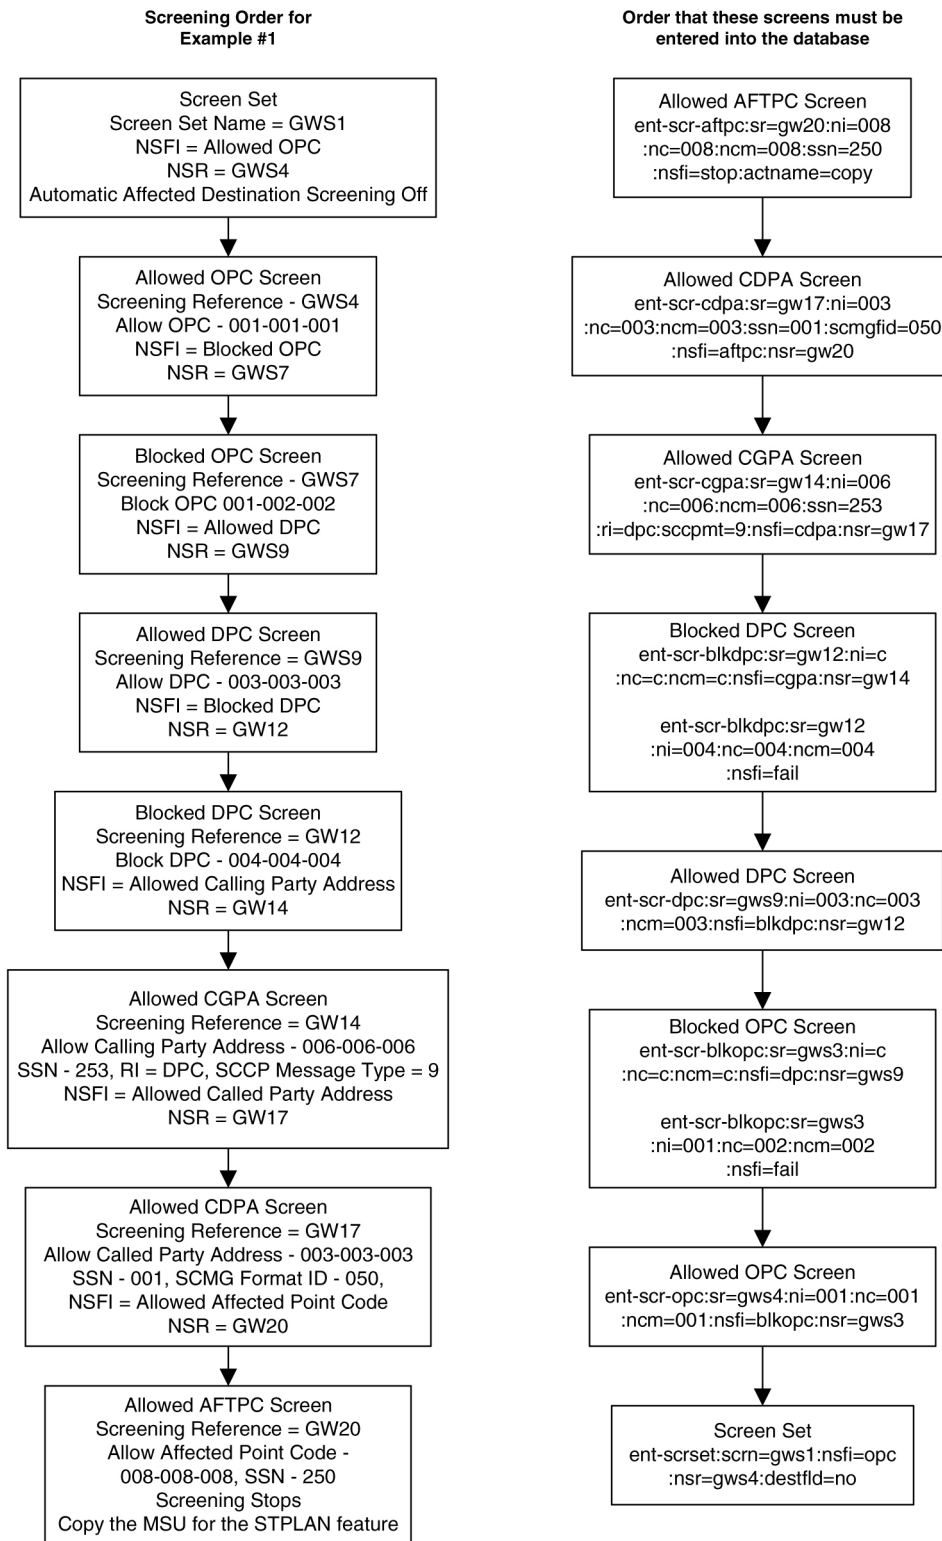 Screening Order for
Example #1
Screen Set
Screen Set Name = GWS1
NSFI = Allowed OPC
NSR = GWS4
Automatic Affected Destination Screening Off
Allowed OPC Screen
Screening Reference - GWS4
Allow OPC - 001-001-001
NSFI = Blocked OPC
NSR = GWS7
Blocked OPC Screen
Screening Reference - GWS7
Block OPC 001-002-002
NSFI = Allowed DPC
NSR = GWS9
Allowed DPC Screen
Screening Reference = GWS9
Allow DPC - 003-003-003
NSFI = Blocked DPC
NSR = GW12
Blocked DPC Screen
Screening Reference = GW12
Block DPC - 004-004-004
NSFI = Allowed Calling Party Address
NSR = GW14
Allowed CGPA Screen
Screening Reference = GW14
Allow Calling Party Address - 006-006-006
SSN - 253, RI = DPC, SCCP Message Type = 9
NSFI = Allowed Called Party Address
NSR = GW17
Allowed CDPA Screen
Screening Reference = GW17
Allow Called Party Address - 003-003-003
SSN - 001, SCMG Format ID - 050,
NSFI = Allowed Affected Point Code
NSR = GW20
Allowed AFTPC Screen
Screening Reference = GW20
Allow Affected Point Code -
008-008-008, SSN - 250
Screening Stops
Copy the MSU for the STPLAN feature
Order that these screens must be
entered into the database
Allowed AFTPC Screen
ent-scr-aftpc:sr=gw20:ni=008
:nc=008:ncm=008:ssn=250
:nsfi=stop:actname=copy
Allowed CDPA Screen
ent-scr-cdpa:sr=gw17:ni=003
:nc=003:ncm=003:ssn=001:scmgfid=050
:nsfi=aftpc:nsr=gw20
Allowed CGPA Screen
ent-scr-cgpa:sr=gw14:ni=006
:nc=006:ncm=006:ssn=253
:ri=dpc:sccpmt=9:nsfi=cdpa:nsr=gw17
Blocked DPC Screen
ent-scr-blkdpc:sr=gw12:ni=c
:nc=c:ncm=c:nsfi=cgpa:nsr=gw14
ent-scr-blkdpc:sr=gw12
:ni=004:nc=004:ncm=004
:nsfi=fail
Allowed DPC Screen
ent-scr-dpc:sr=gws9:ni=003:nc=003
:ncm=003:nsfi=blkdpc:nsr=gw12
Blocked OPC Screen
ent-scr-blkopc:sr=gws3:ni=c
:nc=c:ncm=c:nsfi=dpc:nsr=gws9
ent-scr-blkopc:sr=gws3
:ni=001:nc=002:ncm=002
:nsfi=fail
Allowed OPC Screen
ent-scr-opc:sr=gws4:ni=001:nc=001
:ncm=001:nsfi=blkopc:nsr=gws3
Screen Set
ent-scrset:scrn=gws1:nsfi=opc
:nsr=gws4:destfld=no